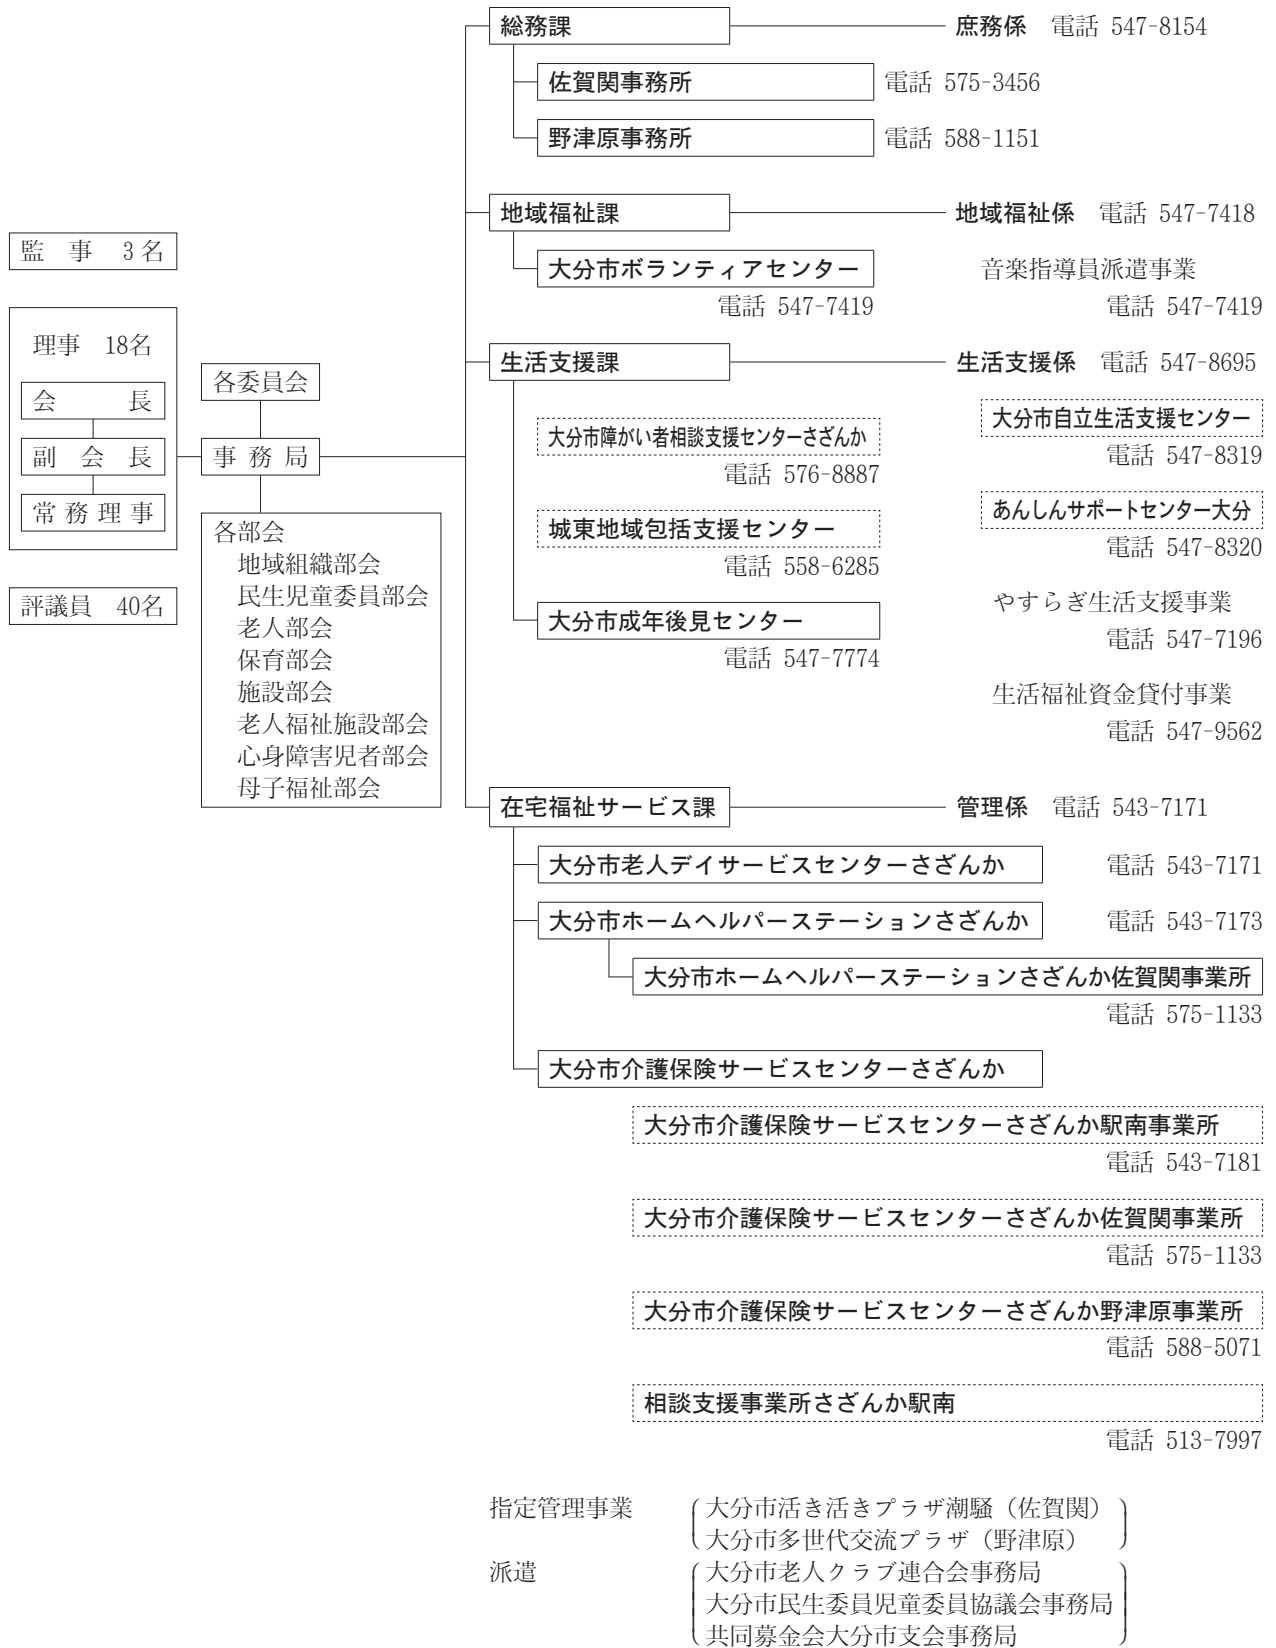 監　事　3名
理事　18名
会　　　長
副　会　長
常 務 理 事
評議員　40名
各委員会
事 務 局
各部会
地域組織部会
民生児童委員部会
老人部会
保育部会
施設部会
老人福祉施設部会
心身障害児者部会
母子福祉部会
総務課　庶務係　電話 547-8154
佐賀関事務所　電話 575-3456
野津原事務所　電話 588-1151
地域福祉課　地域福祉係　電話 547-7418
大分市ボランティアセンター
電話 547-7419
音楽指導員派遣事業
電話 547-7419
生活支援課　生活支援係　電話 547-8695
大分市障がい者相談支援センターさざんか
電話 576-8887
城東地域包括支援センター
電話 558-6285
大分市成年後見センター
電話 547-7774
大分市自立生活支援センター
電話 547-8319
あんしんサポートセンター大分
電話 547-8320
やすらぎ生活支援事業
電話 547-7196
生活福祉資金貸付事業
電話 547-9562
在宅福祉サービス課　管理係　電話 543-7171
大分市老人デイサービスセンターさざんか　電話 543-7171
大分市ホームヘルパーステーションさざんか　電話 543-7173
大分市ホームヘルパーステーションさざんか佐賀関事業所
電話 575-1133
大分市介護保険サービスセンターさざんか
大分市介護保険サービスセンターさざんか駅南事業所
電話 543-7181
大分市介護保険サービスセンターさざんか佐賀関事業所
電話 575-1133
大分市介護保険サービスセンターさざんか野津原事業所
電話 588-5071
相談支援事業所さざんか駅南
電話 513-7997
指定管理事業　大分市活き活きプラザ潮騒（佐賀関）
大分市多世代交流プラザ（野津原）
派遣　大分市老人クラブ連合会事務局
大分市民生委員児童委員協議会事務局
共同募金会大分市支会事務局